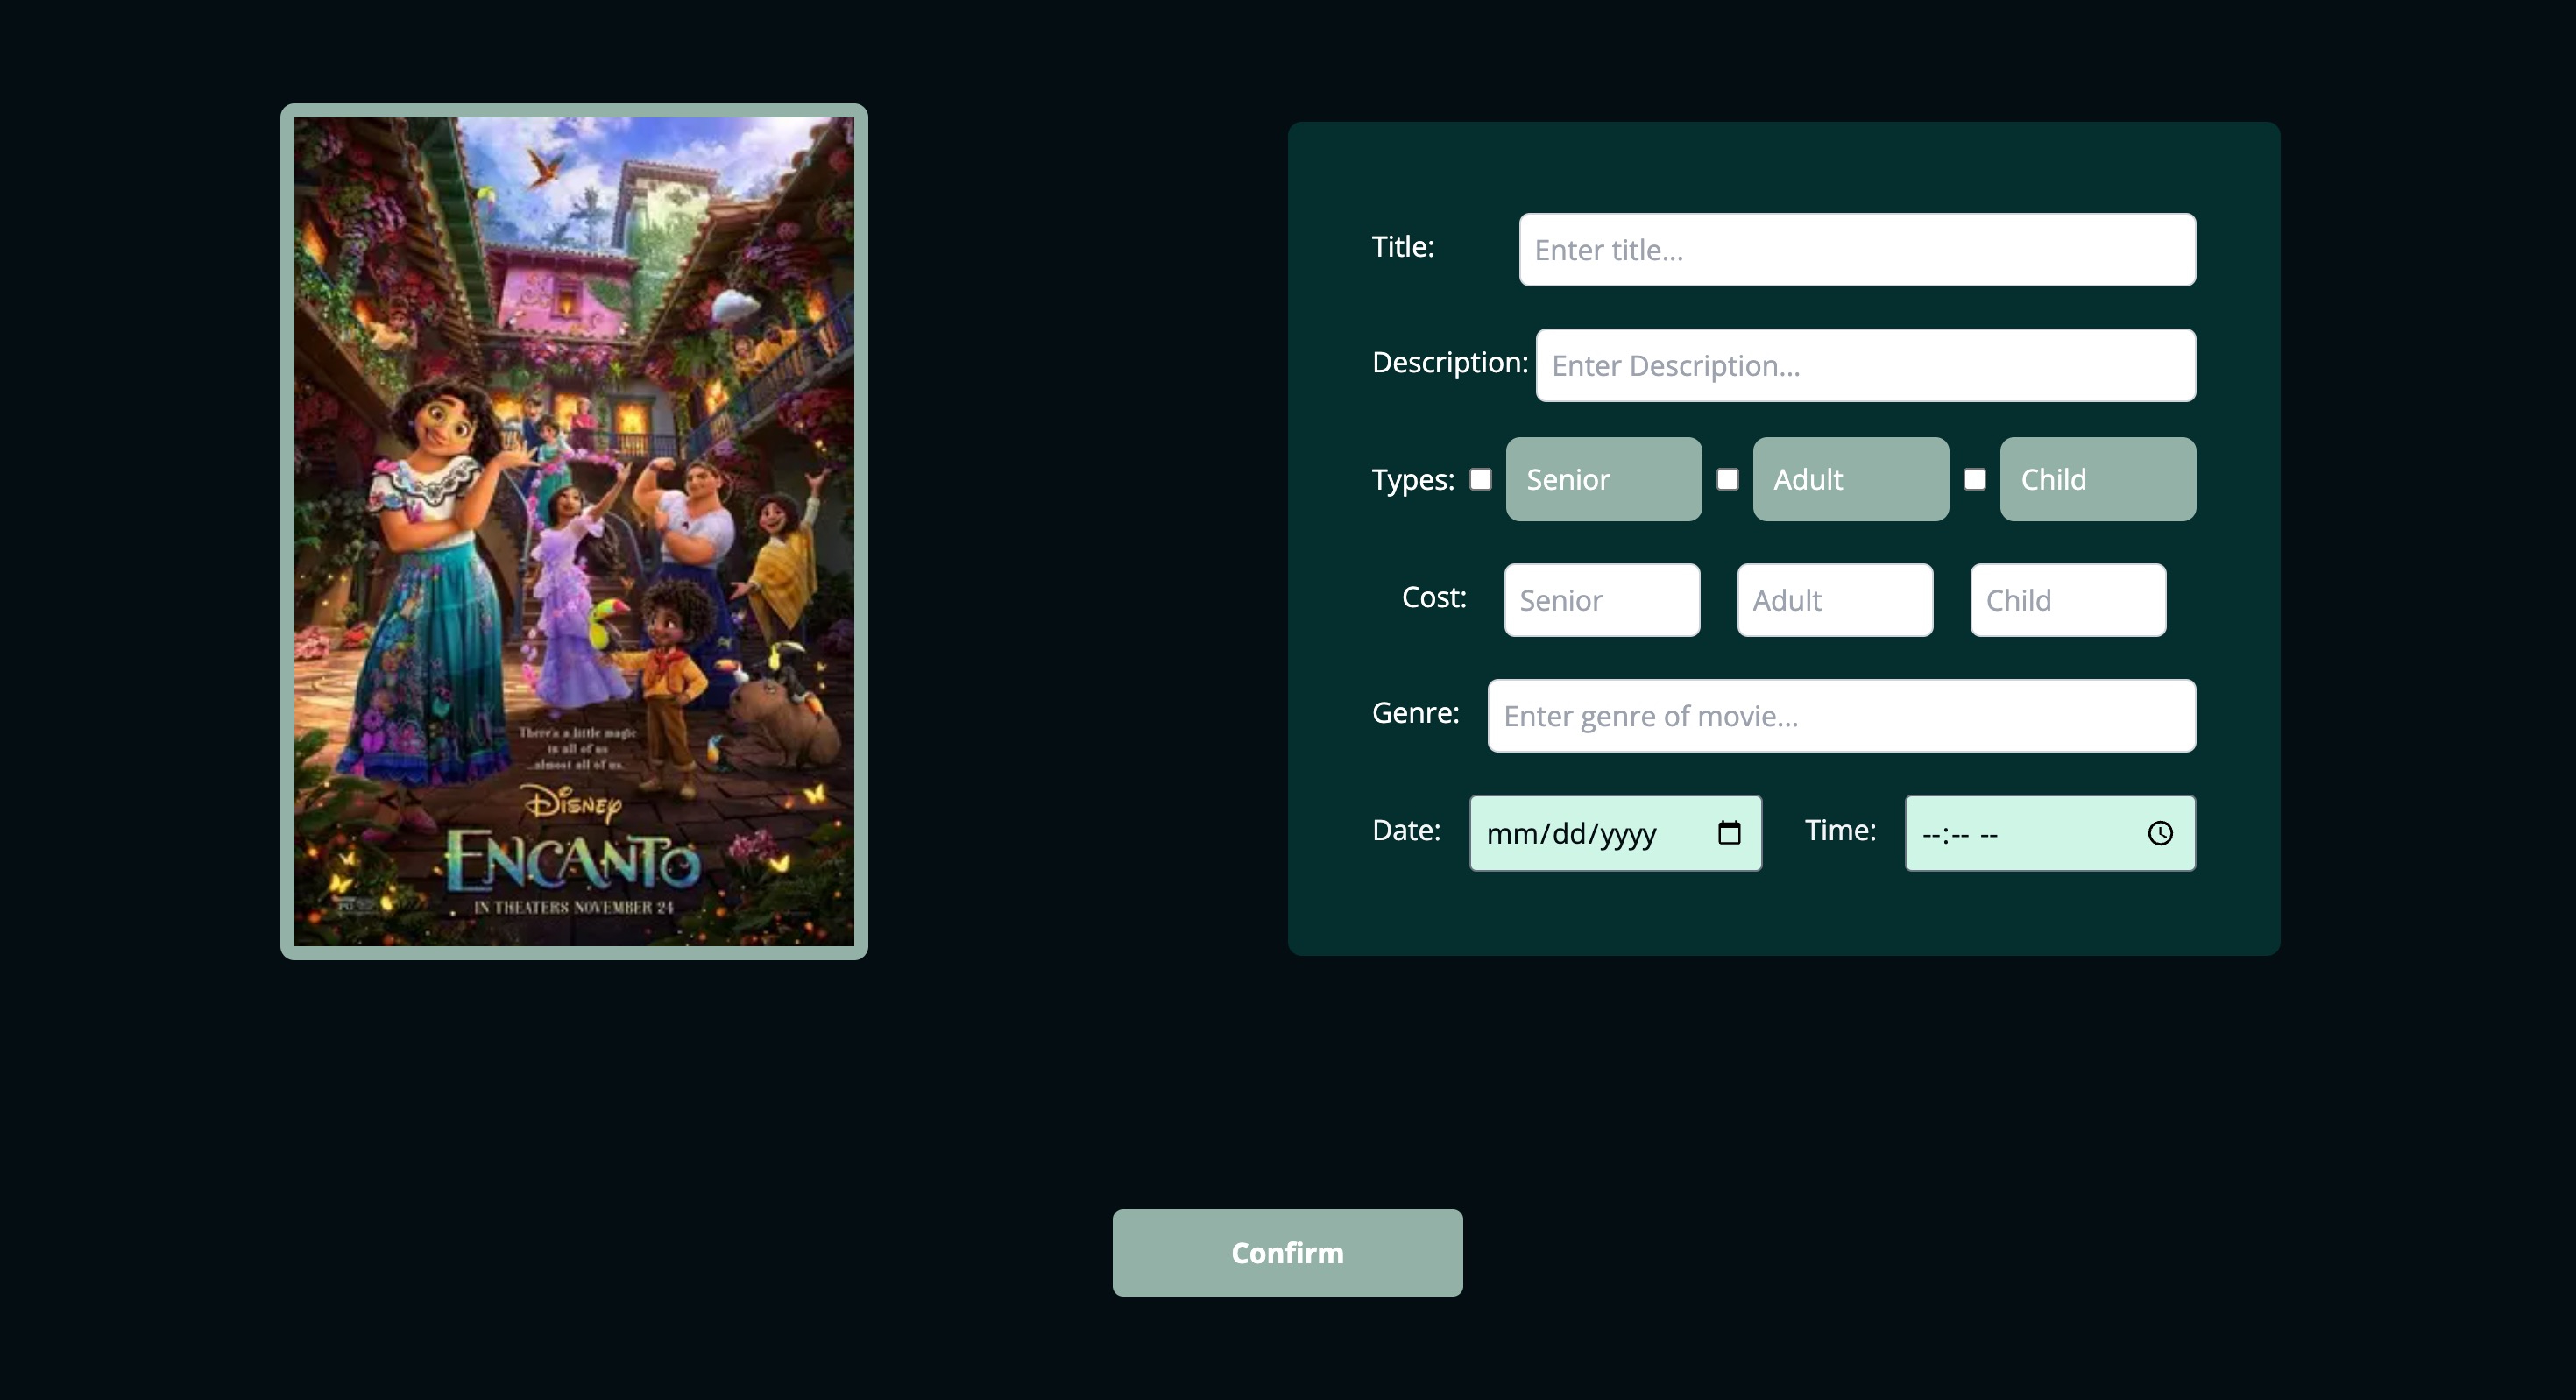 There's a little magic
in all of us
...almost all of us.
Disney
ENCANTO
IN THEATERS NOVEMBER 24
Title: Enter title...
Description: Enter Description...
Types: Senior Adult Child
Cost: Senior Adult Child
Genre: Enter genre of movie...
Date: mm/dd/yyyy Time: --:-- --
Confirm